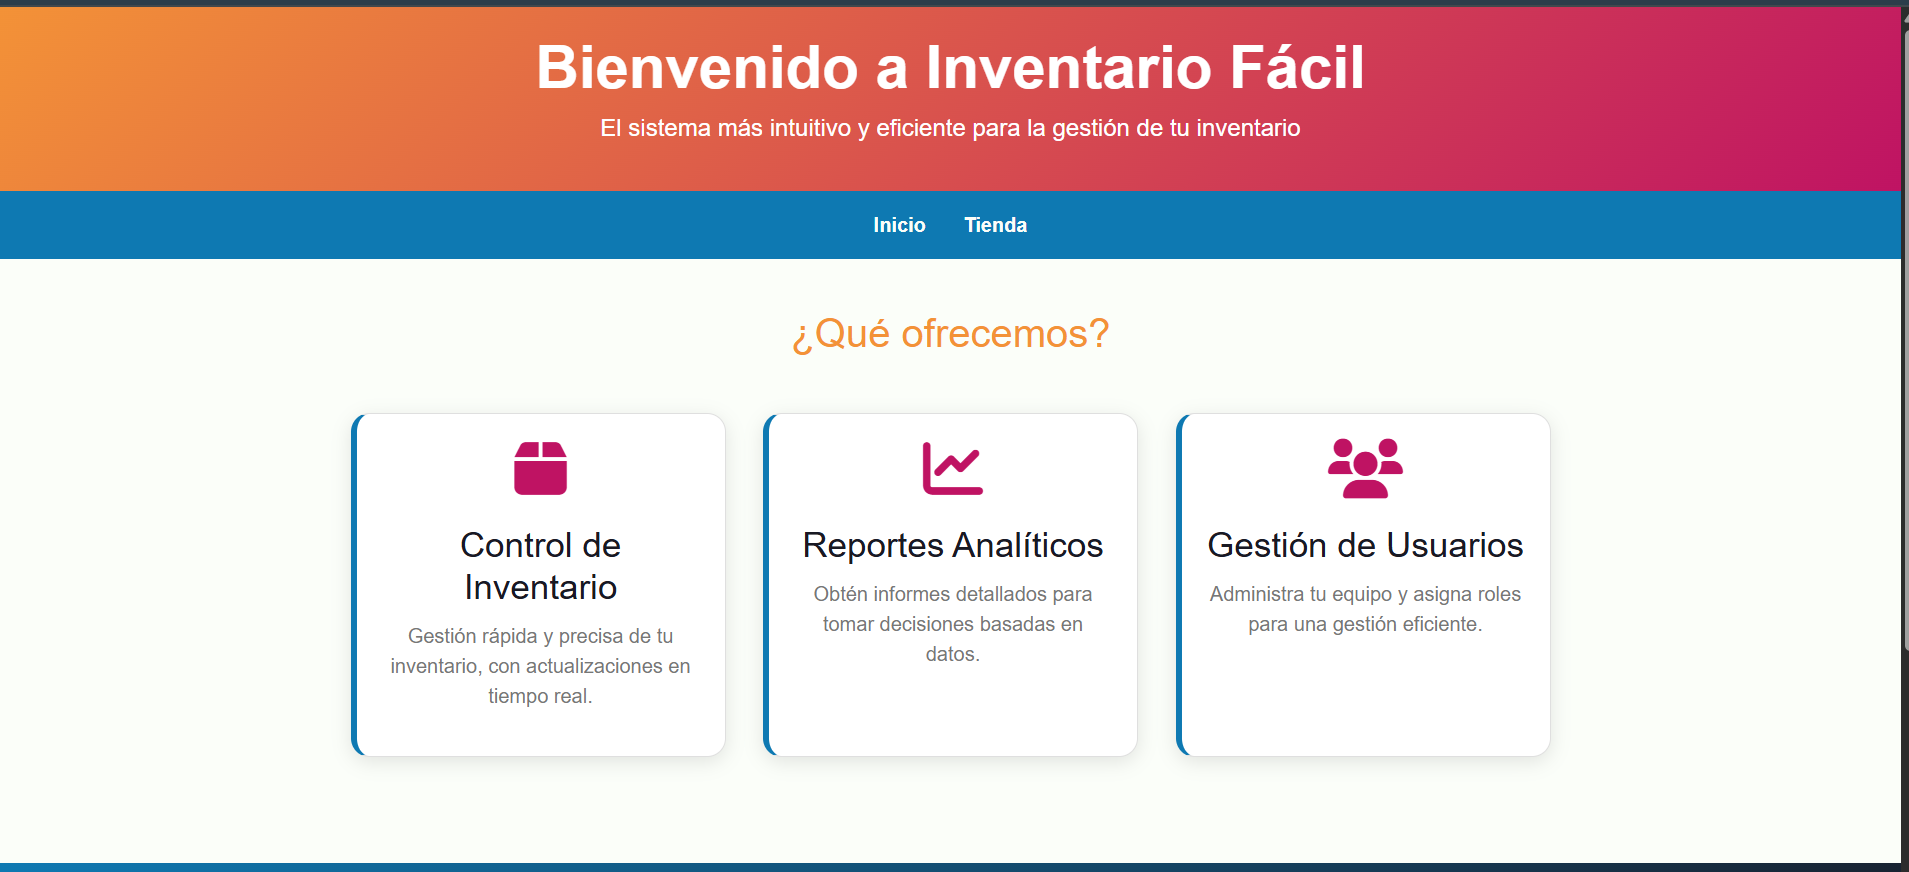 Bienvenido a Inventario Fácil
El sistema más intuitivo y eficiente para la gestión de tu inventario
Inicio Tienda
¿Qué ofrecemos?
Control de
Inventario
Gestión rápida y precisa de tu
inventario, con actualizaciones en
tiempo real.
Reportes Analíticos
Obtén informes detallados para
tomar decisiones basadas en
datos.
Gestión de Usuarios
Administra tu equipo y asigna roles
para una gestión eficiente.